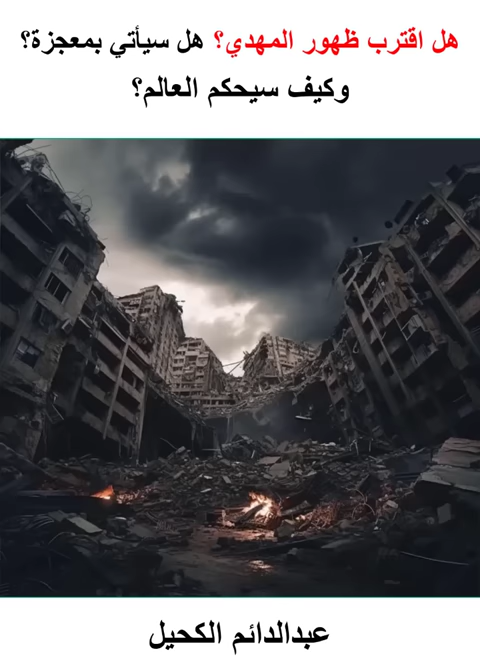 هل اقترب ظهور المهدي؟ هل سيأتي بمعجزة؟
وكيف سيحكم العالم؟
عبدالدائم الكحيل